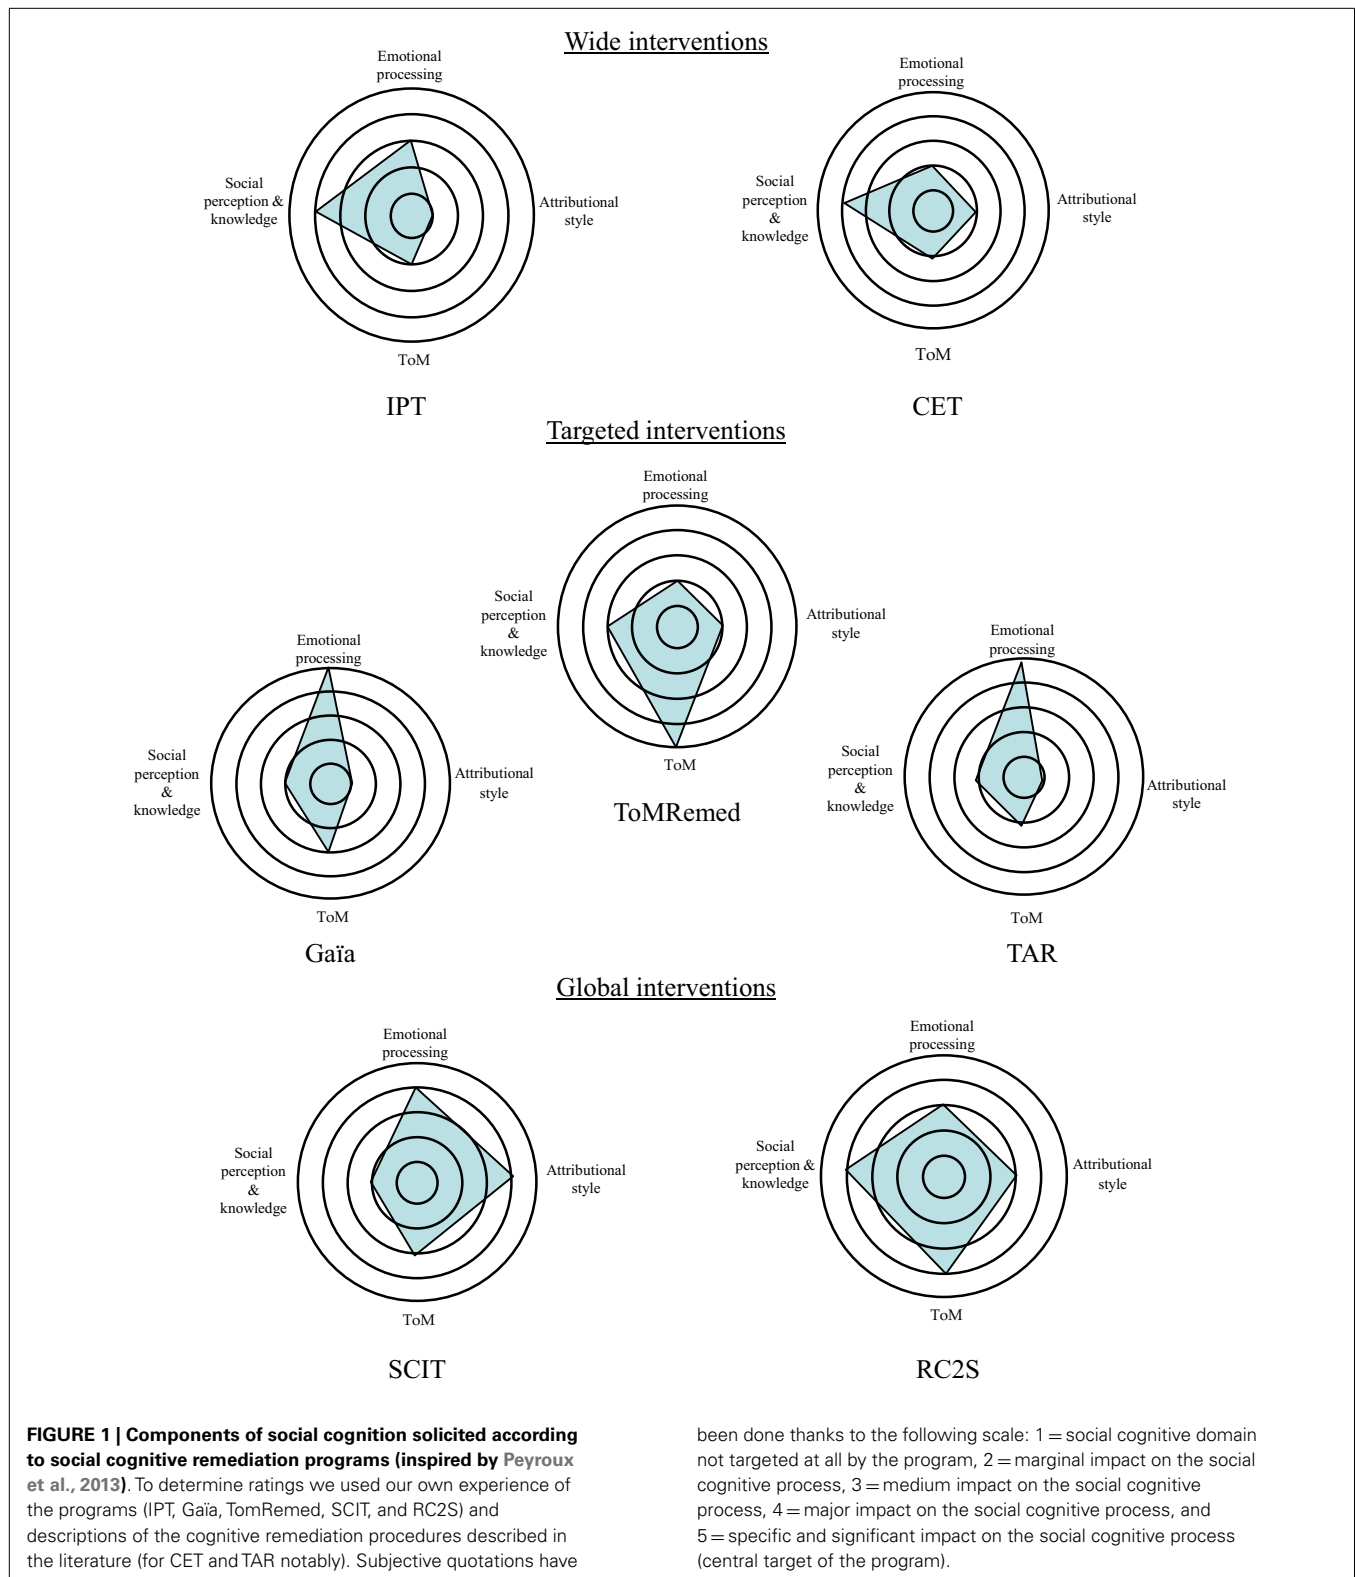 Wide interventions
Emotional
processing
Social
perception &
knowledge
Attributional
style
ToM
IPT
Emotional
processing
Social
perception
&
knowledge
Attributional
style
ToM
CET
Targeted interventions
Emotional
processing
Social
perception
&
knowledge
Attributional
style
ToM
ToMRemed
Emotional
processing
Social
perception
&
knowledge
Attributional
style
ToM
Gaïa
Emotional
processing
Social
perception
&
knowledge
Attributional
style
ToM
TAR
Global interventions
Emotional
processing
Social
perception
&
knowledge
Attributional
style
ToM
SCIT
Emotional
processing
Social
perception &
knowledge
Attributional
style
ToM
RC2S
FIGURE 1 | Components of social cognition solicited according
to social cognitive remediation programs (inspired by Peyroux
et al., 2013). To determine ratings we used our own experience of
the programs (IPT, Gaïa, TomRemed, SCIT, and RC2S) and
descriptions of the cognitive remediation procedures described in
the literature (for CET and TAR notably). Subjective quotations have
been done thanks to the following scale: 1 = social cognitive domain
not targeted at all by the program, 2 = marginal impact on the social
cognitive process, 3 = medium impact on the social cognitive
process, 4 = major impact on the social cognitive process, and
5 = specific and significant impact on the social cognitive process
(central target of the program).